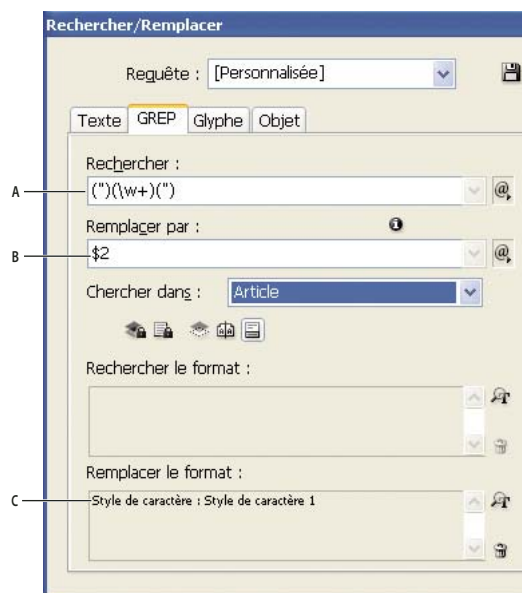 Rechercher/Remplacer
Requête : [Personnalisée]
Texte GREP Glyphe Objet
Rechercher :
A (")(\w+)(")
Remplacer par :
B $2
Chercher dans : Article
Rechercher le format :
Remplacer le format :
C Style de caractère : Style de caractère 1